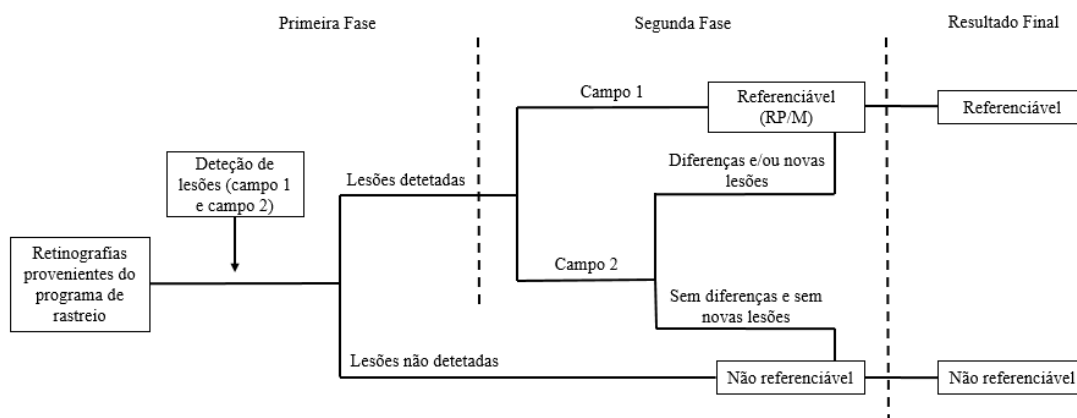 Primeira Fase
Segunda Fase
Resultado Final
Campo 1
Referenciável
(RP/M)
Referenciável
Deteção de
lesões (campo 1
e campo 2)
Lesões detetadas
Diferenças e/ou novas
lesões
Retinografias
provenientes do
programa de
rastreio
Campo 2
Sem diferenças e sem
novas lesões
Lesões não detetadas
Não referenciável
Não referenciável